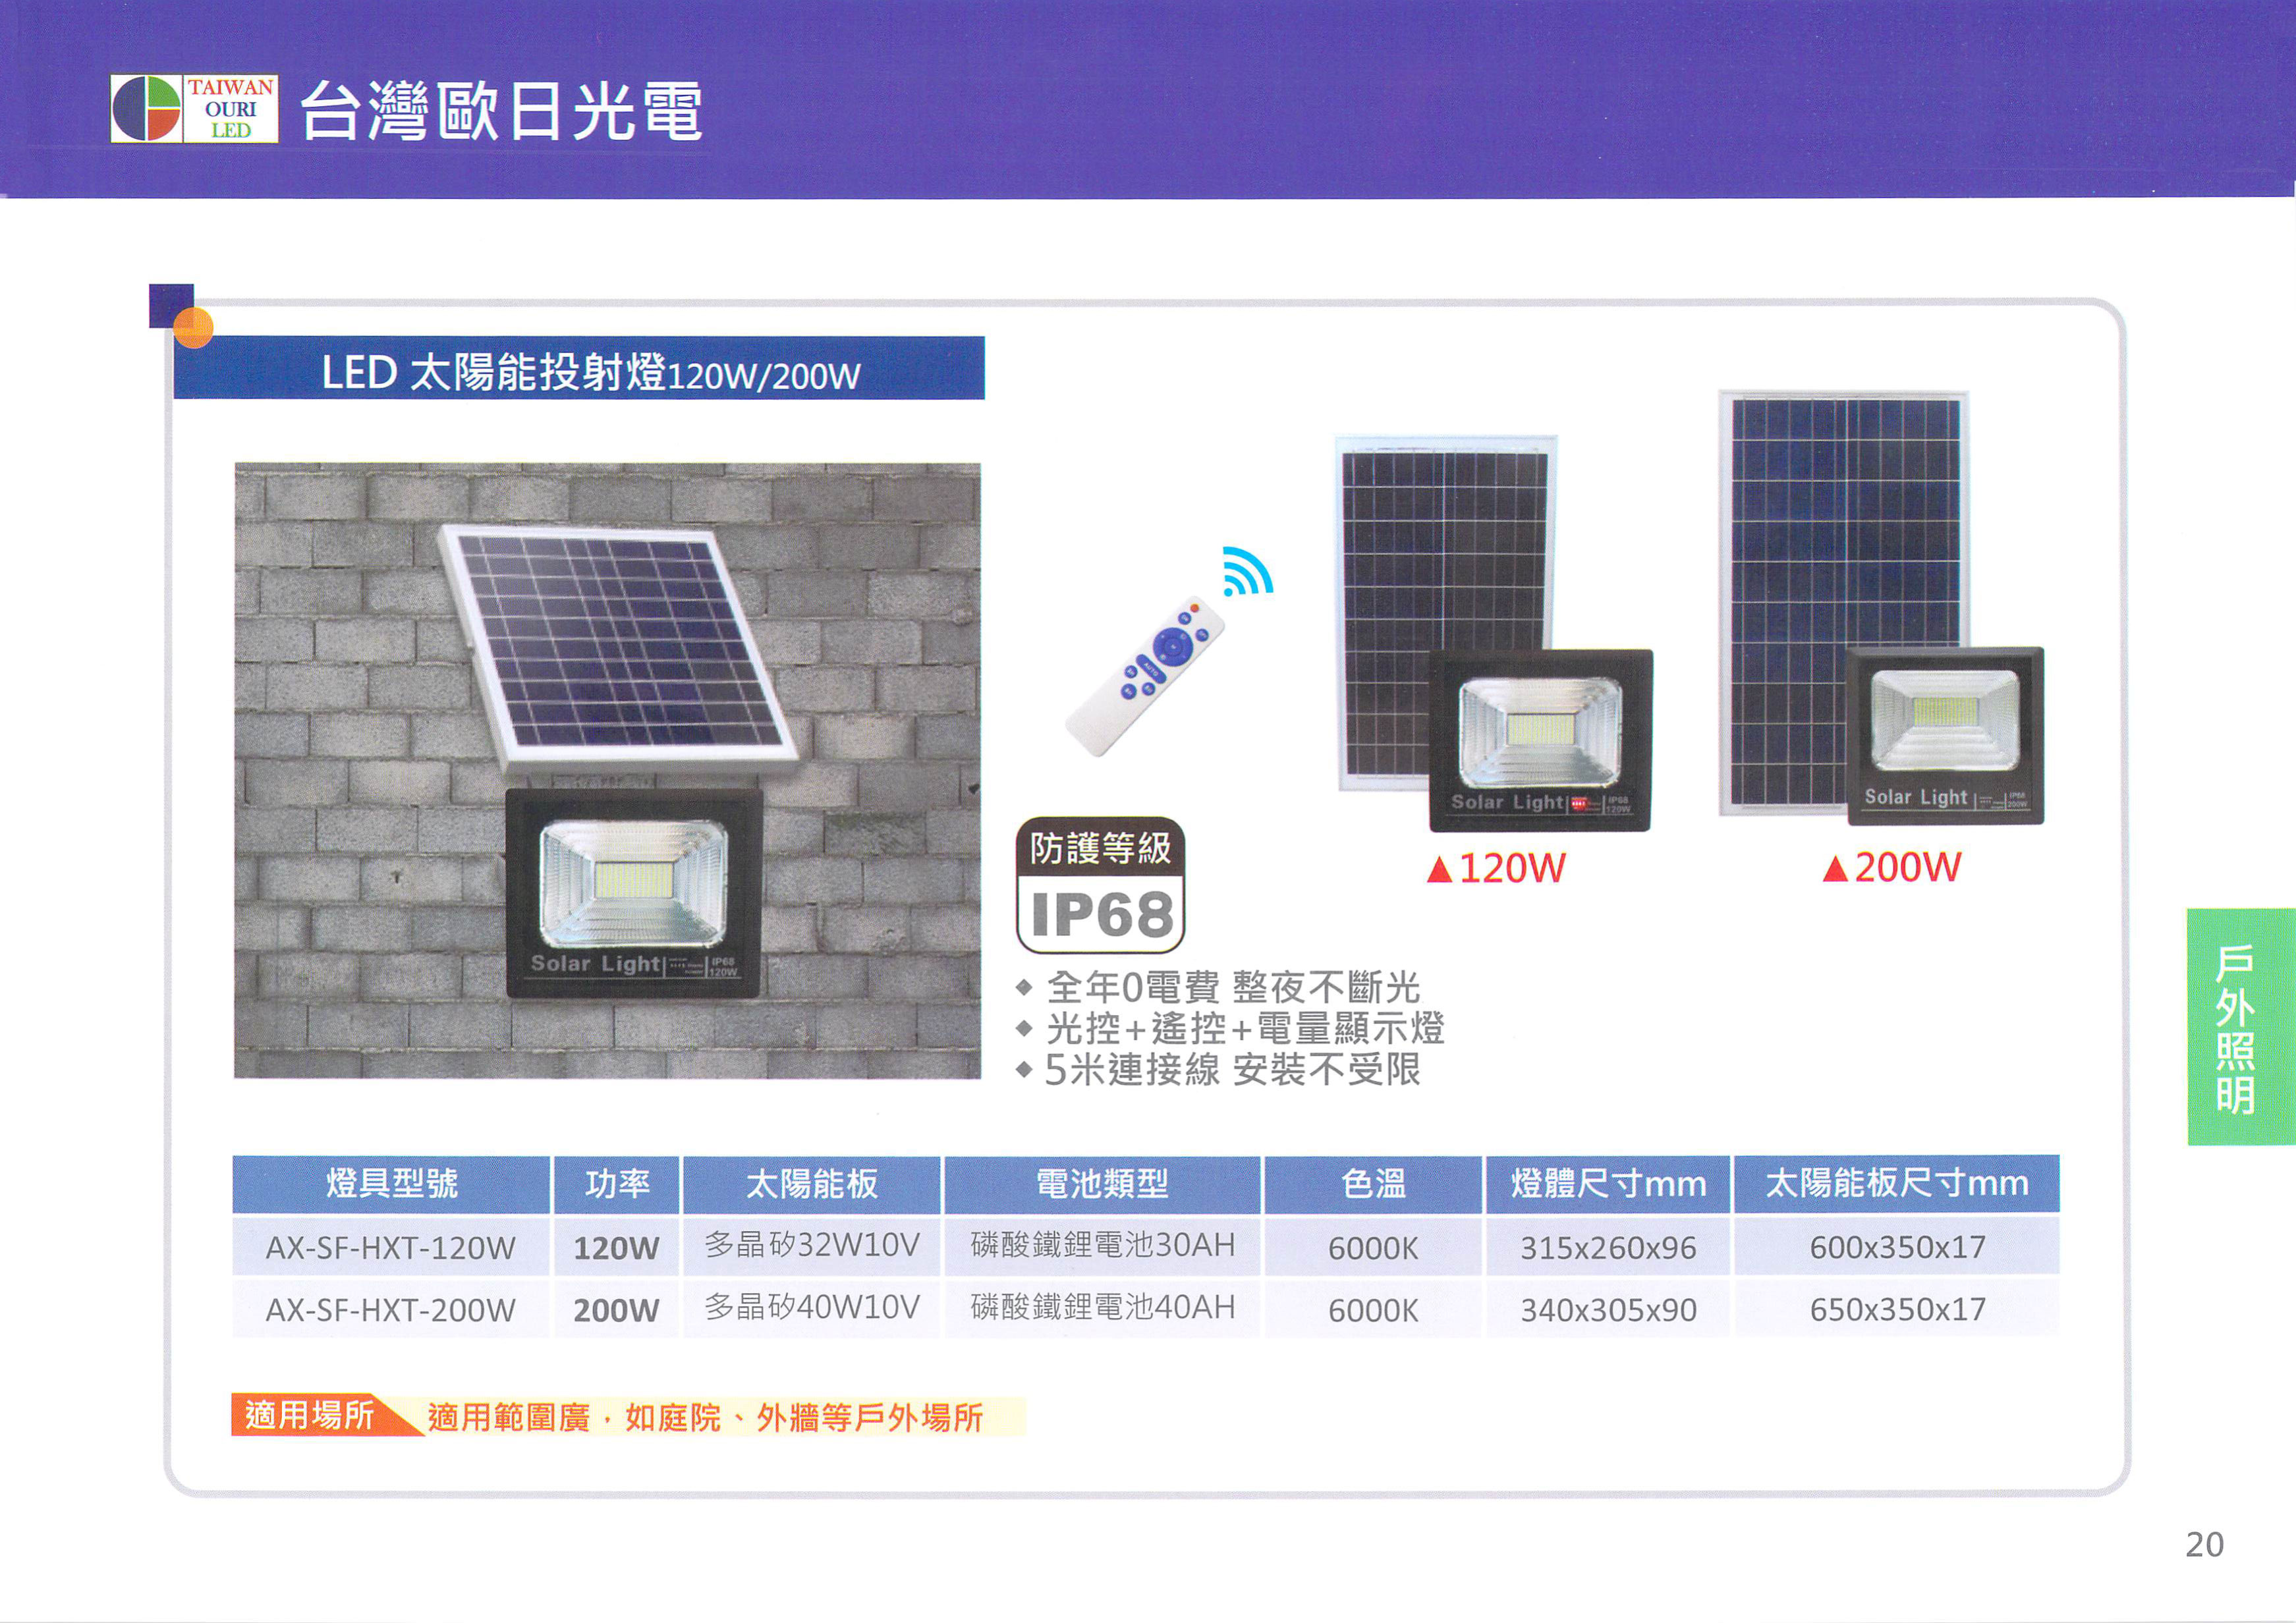 TAIWAN
OURI
LED
台灣歐日光電
LED 太陽能投射燈120W/200W
Solar Light
IP68
120W
AUTO
Solar Light
IP68
120W
Solar Light
IP68
200W
▲120W
▲200W
防護等級
IP68
◆ 全年0電費 整夜不斷光
◆ 光控+遙控+電量顯示燈
◆ 5米連接線 安裝不受限
戶外照明
燈具型號 功率 太陽能板 電池類型 色溫 燈體尺寸mm 太陽能板尺寸mm
AX-SF-HXT-120W 120W 多晶矽32W10V 磷酸鐵鋰電池30AH 6000K 315x260x96 600x350x17
AX-SF-HXT-200W 200W 多晶矽40W10V 磷酸鐵鋰電池40AH 6000K 340x305x90 650x350x17
適用場所 適用範圍廣，如庭院、外牆等戶外場所
20